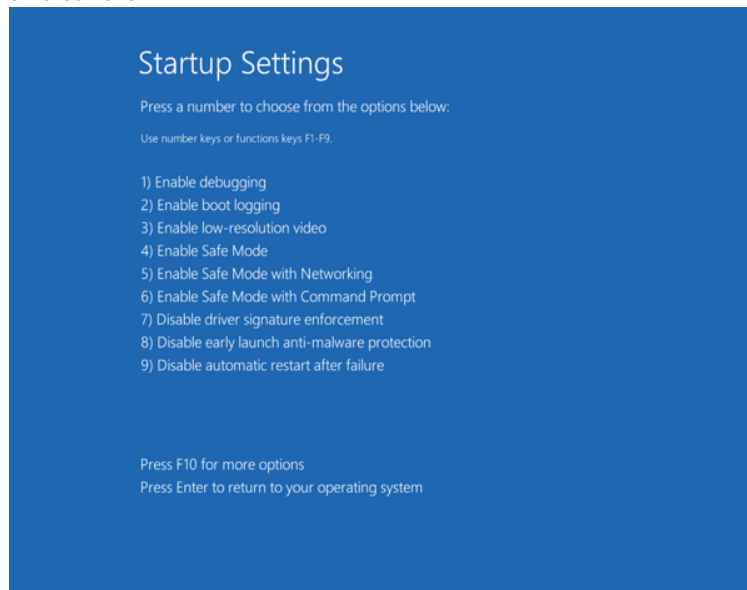 Startup Settings
Press a number to choose from the options below:
Use number keys or functions keys F1-F9.
1) Enable debugging
2) Enable boot logging
3) Enable low-resolution video
4) Enable Safe Mode
5) Enable Safe Mode with Networking
6) Enable Safe Mode with Command Prompt
7) Disable driver signature enforcement
8) Disable early launch anti-malware protection
9) Disable automatic restart after failure
Press F10 for more options
Press Enter to return to your operating system